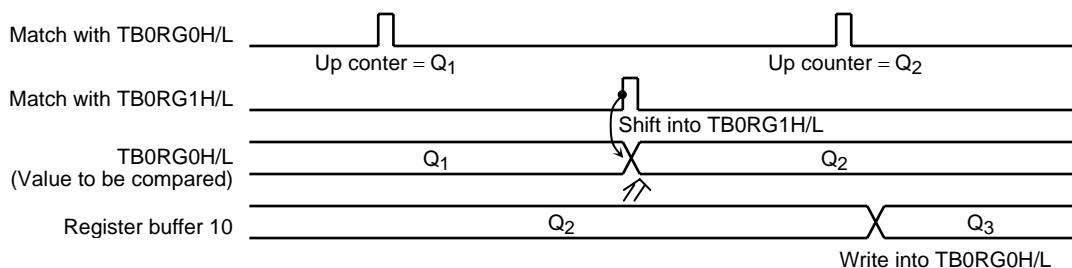 Match with TB0RG0H/L
Up conter = Q1
Up counter = Q2
Match with TB0RG1H/L
Shift into TB0RG1H/L
TB0RG0H/L
(Value to be compared)
Q1
Q2
Register buffer 10
Q2
Q3
Write into TB0RG0H/L